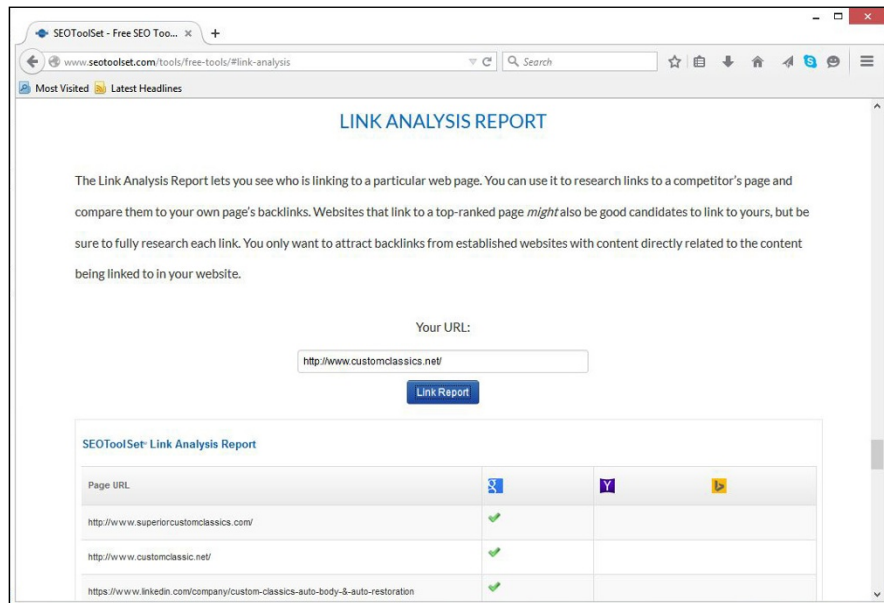 SEOToolSet - Free SEO Too...
www.seotoolset.com/tools/free-tools/#link-analysis
Search
Most Visited
Latest Headlines
LINK ANALYSIS REPORT
The Link Analysis Report lets you see who is linking to a particular web page. You can use it to research links to a competitor's page and
compare them to your own page's backlinks. Websites that link to a top-ranked page might also be good candidates to link to yours, but be
sure to fully research each link. You only want to attract backlinks from established websites with content directly related to the content
being linked to in your website.
Your URL:
http://www.customclassics.net/
Link Report
SEOToolSet® Link Analysis Report
Page URL
http://www.superiorcustomclassics.com/
http://www.customclassic.net/
https://www.linkedin.com/company/custom-classics-auto-body-&-auto-restoration